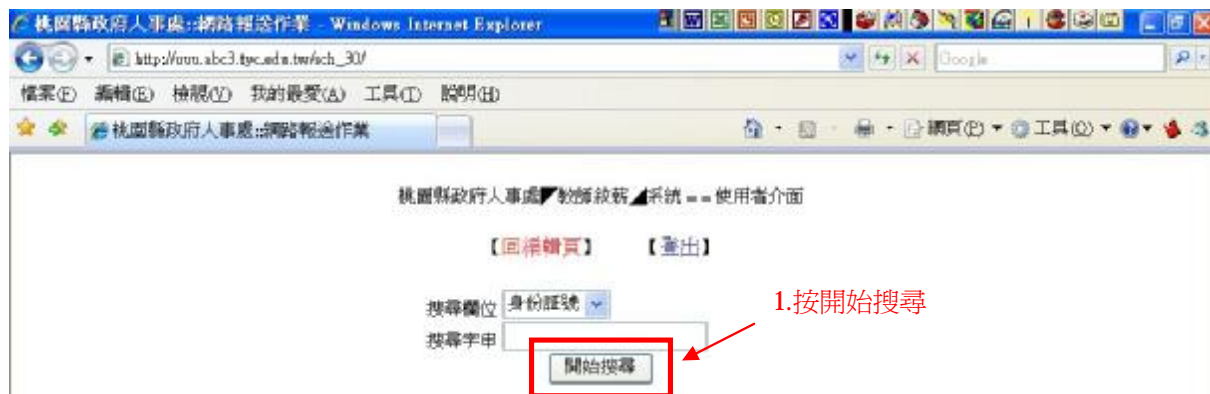 桃園縣政府人事處::網路報送作業 - Windows Internet Explorer
http://www.abc3.tyc.edu.tw/sch_30/
Google
檔案(F) 編輯(E) 檢視(V) 我的最愛(A) 工具(T) 說明(H)
桃園縣政府人事處::網路報送作業
網頁(P) 工具(O)
桃園縣政府人事處◤教師敘薪◢系統 == 使用者介面
【回編輯頁】 【登出】
搜尋欄位 身份証號
1.按開始搜尋
搜尋字串
開始搜尋